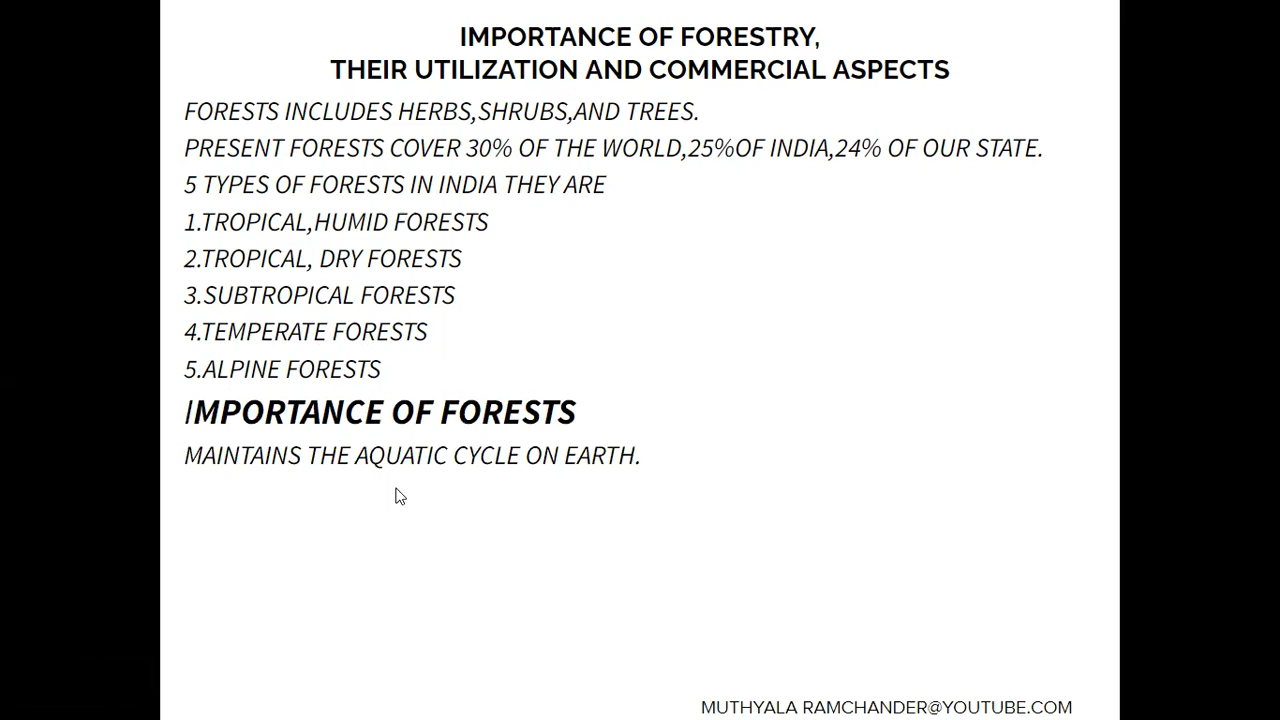 IMPORTANCE OF FORESTRY,
THEIR UTILIZATION AND COMMERCIAL ASPECTS
FORESTS INCLUDES HERBS,SHRUBS,AND TREES.
PRESENT FORESTS COVER 30% OF THE WORLD,25%OF INDIA,24% OF OUR STATE.
5 TYPES OF FORESTS IN INDIA THEY ARE
1.TROPICAL,HUMID FORESTS
2.TROPICAL, DRY FORESTS
3.SUBTROPICAL FORESTS
4.TEMPERATE FORESTS
5.ALPINE FORESTS
IMPORTANCE OF FORESTS
MAINTAINS THE AQUATIC CYCLE ON EARTH.
MUTHYALA RAMCHANDER@YOUTUBE.COM